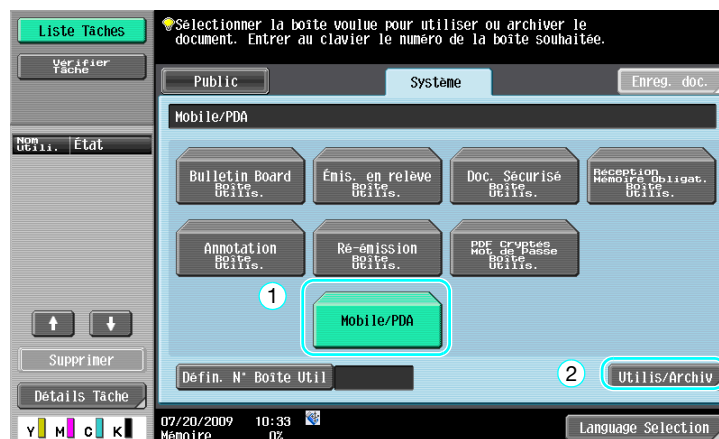 Liste Tâches
Sélectionner la boîte voulue pour utiliser ou archiver le
document. Entrer au clavier le numéro de la boîte souhaitée.
Vérifier
Tâche
Public
Système
Enreg. doc.
Mobile/PDA
Nom
Utili.
État
Bulletin Board
Boîte
Utilis.
Émis. en relève
Boîte
Utilis.
Doc. Sécurisé
Boîte
Utilis.
Réception
Mémoire Obligat.
Boîte
Utilis.
Annotation
Boîte
Utilis.
Ré-émission
Boîte
Utilis.
PDF Cryptés
Mot de Passe
Boîte
Utilis.
1
Mobile/PDA
Supprimer
Défin. N° Boîte Util
2
Utilis/Archiv
Détails Tâche
Y M C K
07/20/2009 10:33
Mémoire 0%
Language Selection